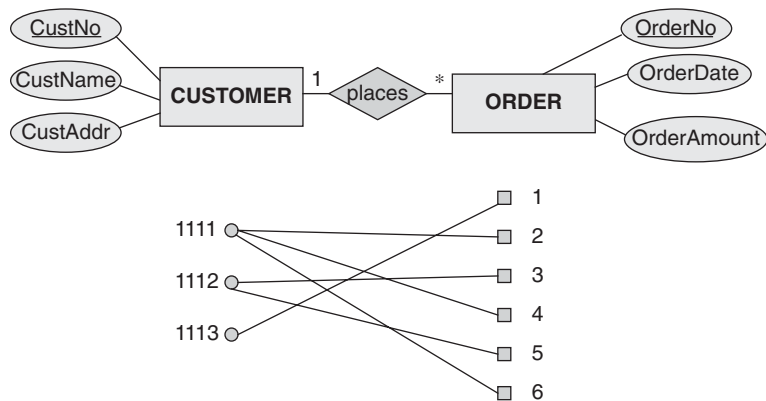 CustNo
OrderNo
CustName
CUSTOMER
1
places
*
ORDER
OrderDate
CustAddr
OrderAmount
1
1111
2
1112
3
4
1113
5
6